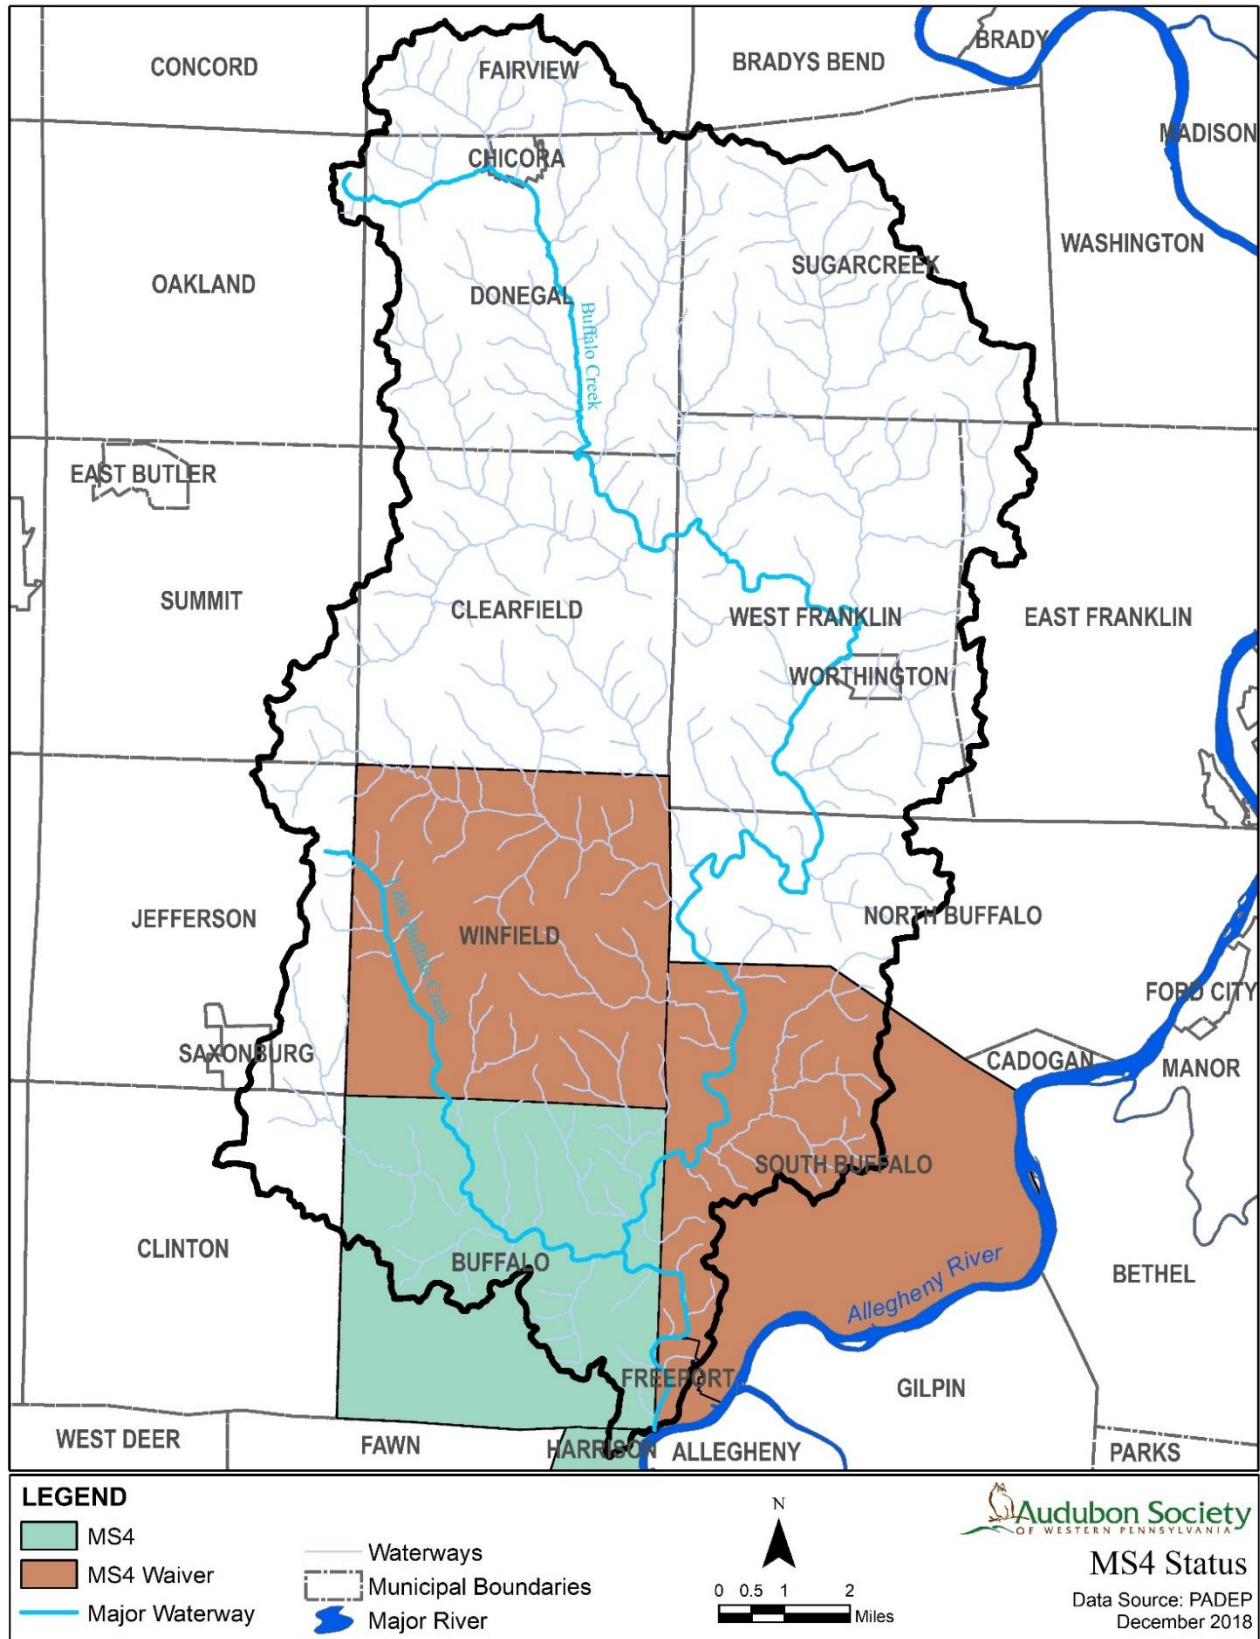 CONCORD
FAIRVIEW
BRADYS BEND
BRADY
MADISON
CHICORA
WASHINGTON
OAKLAND
DONEGAL
SUGARCREEK
Buffalo Creek
EAST BUTLER
SUMMIT
CLEARFIELD
WEST FRANKLIN
EAST FRANKLIN
WORTHINGTON
JEFFERSON
WINFIELD
NORTH BUFFALO
Little Buffalo Creek
FORD CITY
SAXONBURG
CADOGAN
MANOR
SOUTH BUFFALO
CLINTON
BUFFALO
BETHEL
Allegheny River
FREEPORT
GILPIN
WEST DEER
FAWN
HARRISON
ALLEGHENY
PARKS
LEGEND
MS4
MS4 Waiver
Major Waterway
Waterways
Municipal Boundaries
Major River
N
0 0.5 1 2
Miles
Audubon Society
OF WESTERN PENNSYLVANIA
MS4 Status
Data Source: PADEP
December 2018